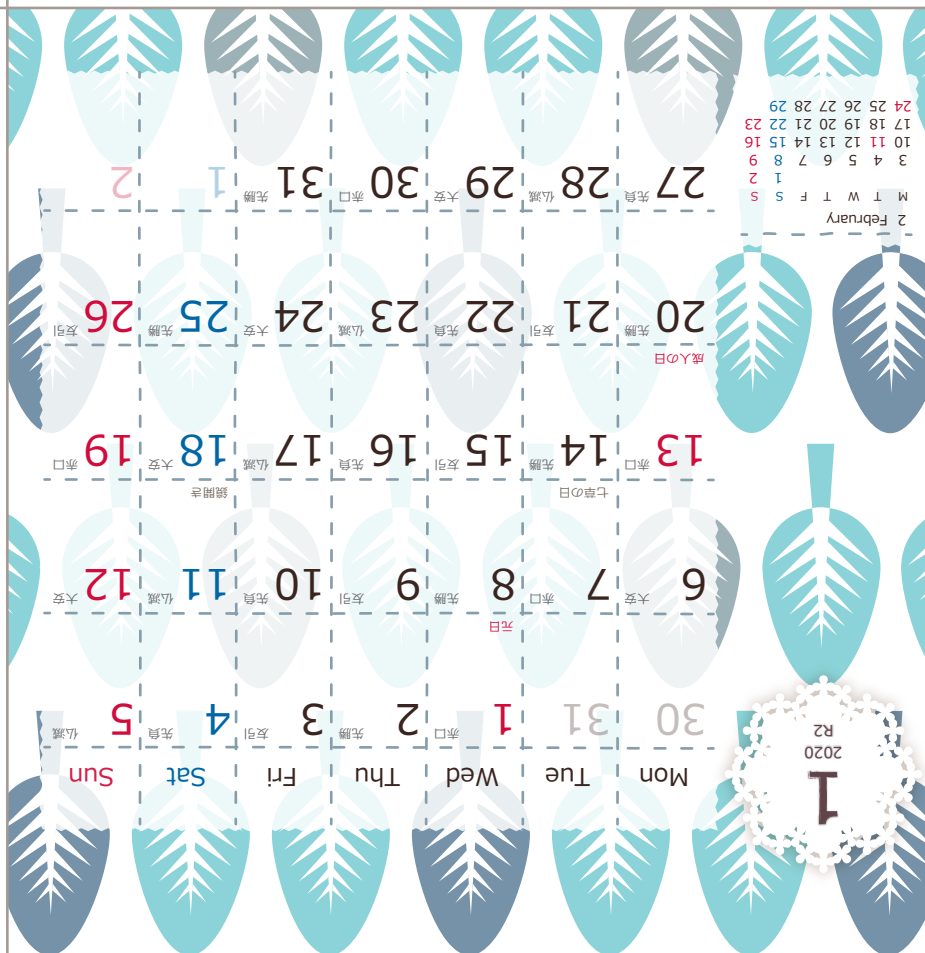 1
2020
R2
Mon Tue Wed Thu Fri Sat Sun
30 31 1 赤口 2 先勝 3 友引 4 先負 5 仏滅
元日
6 大安 7 赤口 8 先勝 9 友引 10 先負 11 仏滅 12 大安
七草の日 鏡開き
13 赤口 14 先勝 15 友引 16 先負 17 仏滅 18 大安 19 赤口
成人の日
20 先勝 21 友引 22 先負 23 仏滅 24 大安 25 先勝 26 友引
27 先負 28 仏滅 29 大安 30 赤口 31 先勝 1 2
2 February
M T W T F S S
1 2
3 4 5 6 7 8 9
10 11 12 13 14 15 16
17 18 19 20 21 22 23
24 25 26 27 28 29